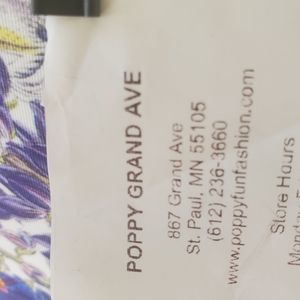 POPPY GRAND AVE
867 Grand Ave
St. Paul, MN 55105
(612) 236-3660
www.poppyfunfashion.com
Store Hours